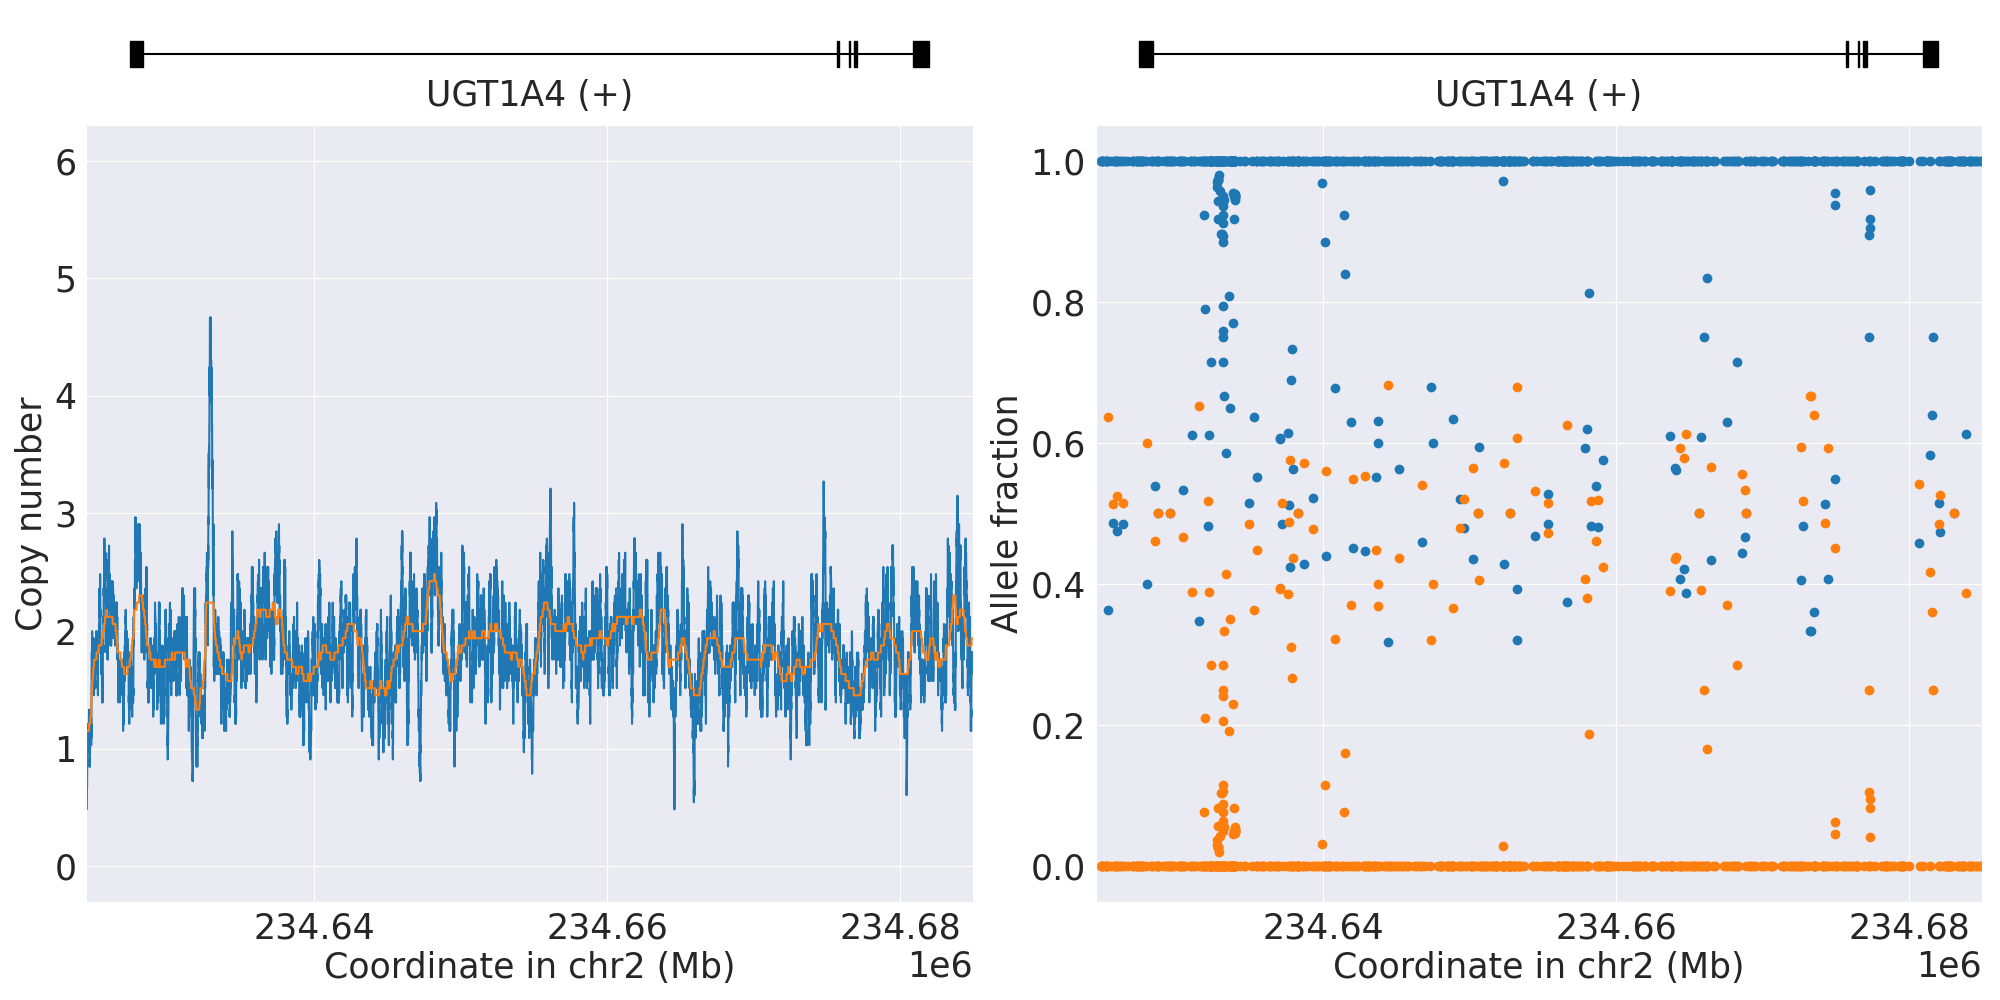 UGT1A4 (+)
6
5
4
3
2
1
0
Copy number
234.64 234.66 234.68
Coordinate in chr2 (Mb)
1e6
UGT1A4 (+)
1.0
0.8
0.6
0.4
0.2
0.0
Allele fraction
234.64 234.66 234.68
Coordinate in chr2 (Mb)
1e6